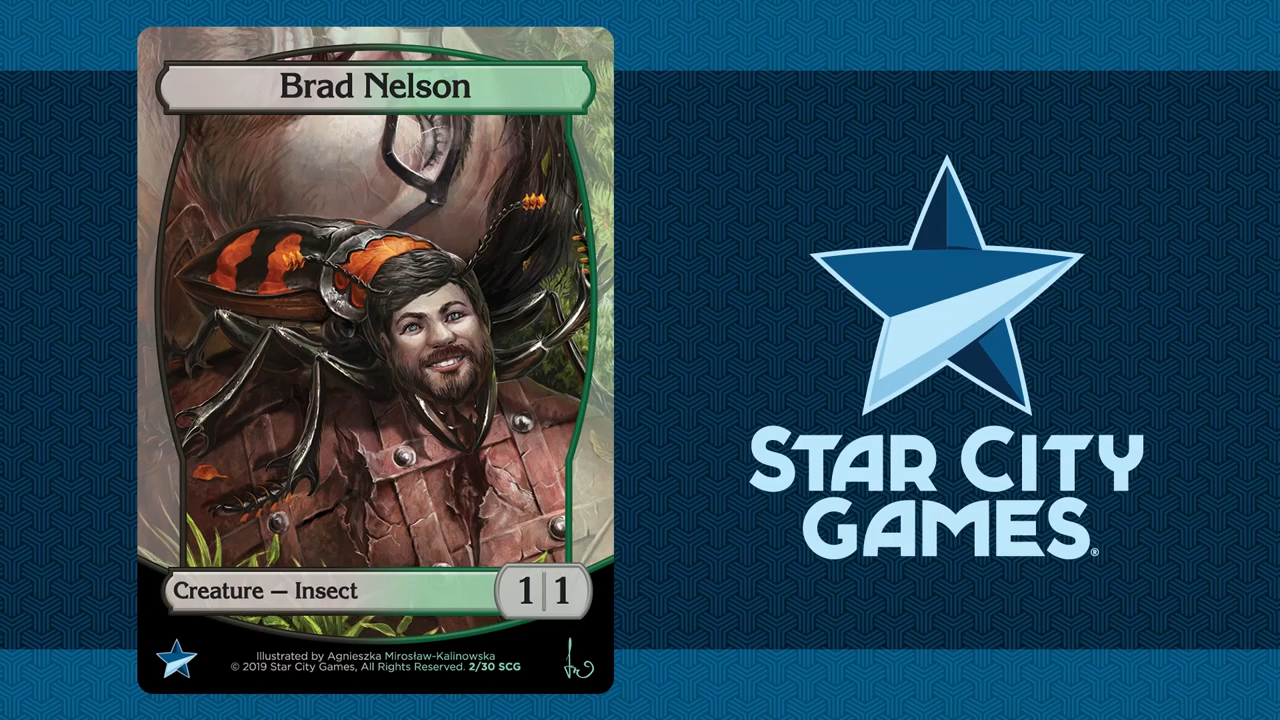 Brad Nelson
Creature — Insect
1|1
Illustrated by Agnieszka Mirosław-Kalinowska
© 2019 Star City Games, All Rights Reserved. 2/30 SCG
STAR CITY
GAMES®